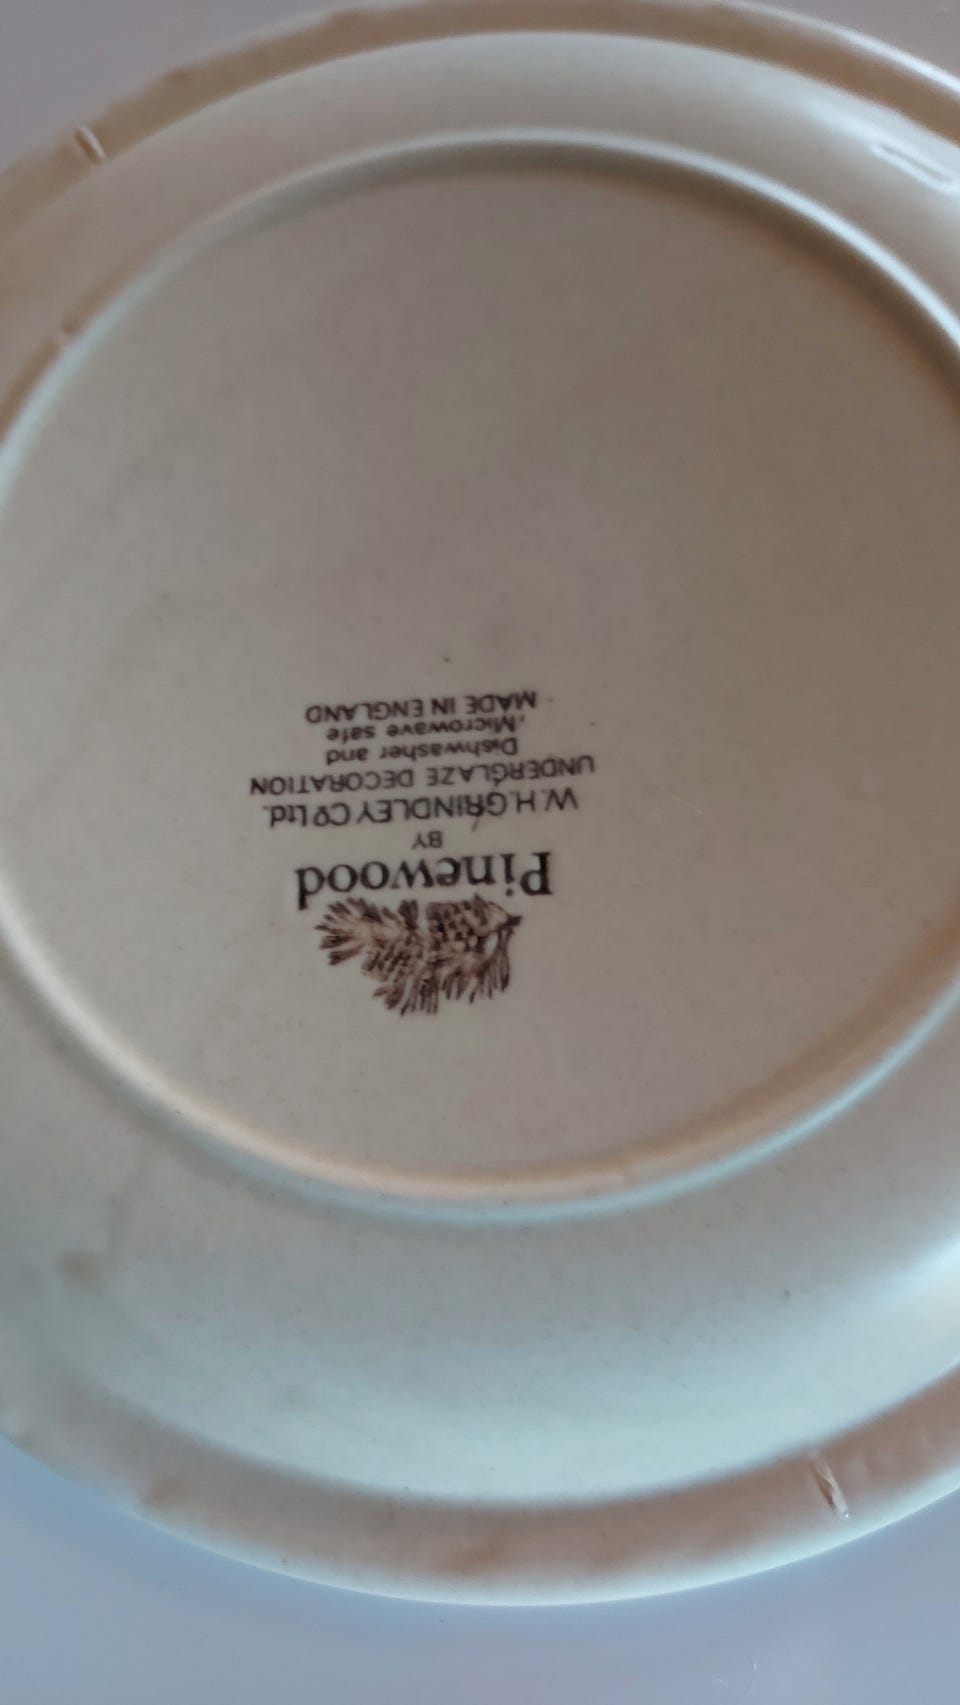 Pinewood
BY
W.H.GRINDLEY Co Ltd.
UNDERGLAZE DECORATION
Dishwasher and
Microwave safe
MADE IN ENGLAND